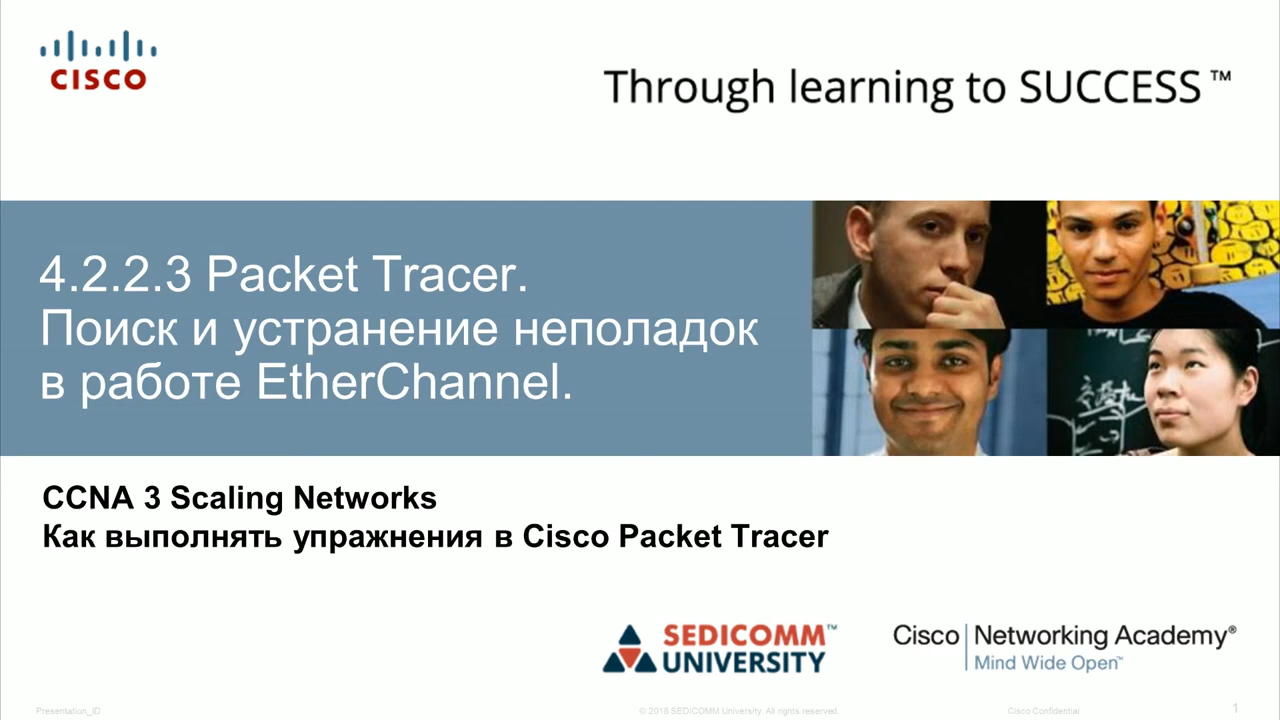 CISCO
Through learning to SUCCESS™
4.2.2.3 Packet Tracer.
Поиск и устранение неполадок
в работе EtherChannel.
CCNA 3 Scaling Networks
Как выполнять упражнения в Cisco Packet Tracer
SEDICOMM™
UNIVERSITY
Cisco Networking Academy®
Mind Wide Open™
Presentation_ID
© 2018 SEDICOMM University. All rights reserved.
Cisco Confidential
1